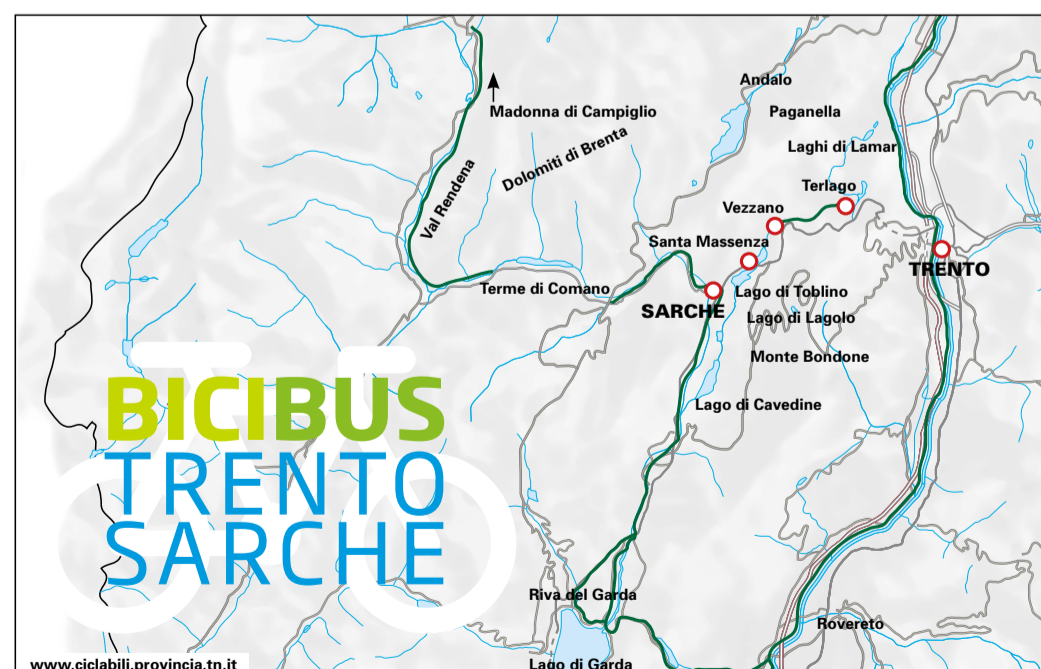 Andalo
Madonna di Campiglio
Paganella
Dolomiti di Brenta
Laghi di Lamar
Val Rendena
Terlago
Vezzano
Santa Massenza
TRENTO
Terme di Comano
Lago di Toblino
SARCHE
Lago di Lagolo
Monte Bondone
BICIBUS
TRENTO
SARCHE
Lago di Cavedine
Riva del Garda
Rovereto
Lago di Garda
www.ciclabili.provincia.tn.it